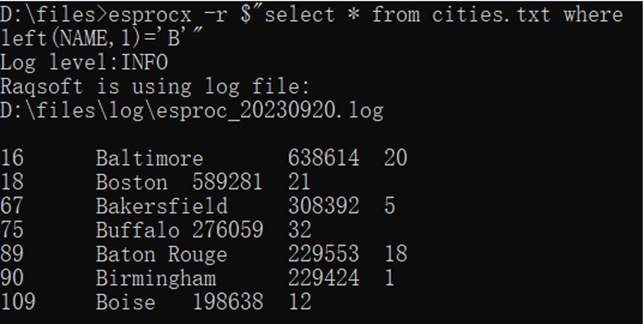 D:\files>esprocx -r $"select * from cities.txt where
left(NAME,1)='B'"
Log level:INFO
Raqsoft is using log file:
D:\files\log\esproc_20230920.log
16 Baltimore 638614 20
18 Boston 589281 21
67 Bakersfield 308392 5
75 Buffalo 276059 32
89 Baton Rouge 229553 18
90 Birmingham 229424 1
109 Boise 198638 12